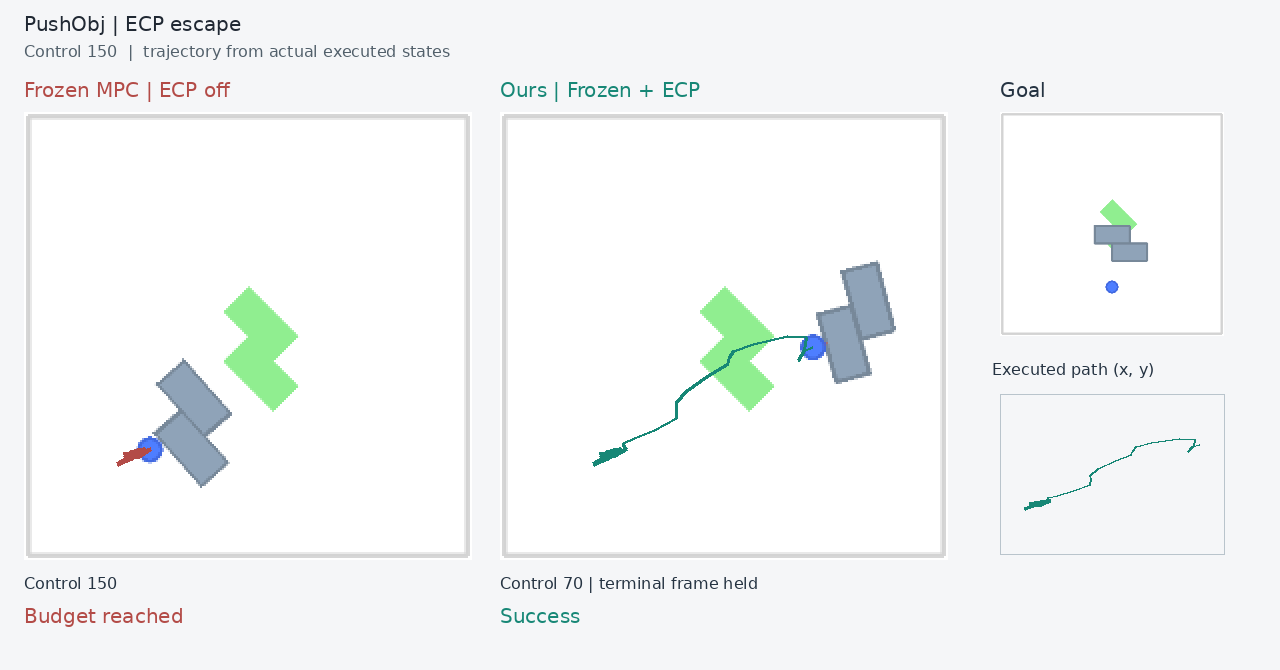 PushObj | ECP escape
Control 150 | trajectory from actual executed states
Frozen MPC | ECP off
Ours | Frozen + ECP
Goal
Executed path (x, y)
Control 150
Budget reached
Control 70 | terminal frame held
Success